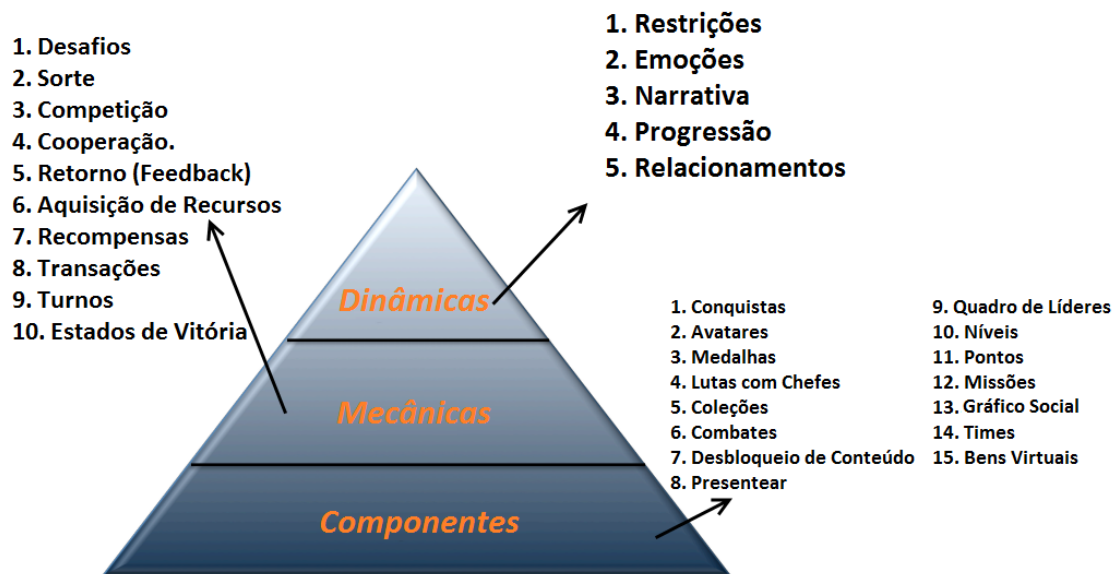 1. Desafios
2. Sorte
3. Competição
4. Cooperação.
5. Retorno (Feedback)
6. Aquisição de Recursos
7. Recompensas
8. Transações
9. Turnos
10. Estados de Vitória
1. Restrições
2. Emoções
3. Narrativa
4. Progressão
5. Relacionamentos
Dinâmicas
Mecânicas
Componentes
1. Conquistas
2. Avatares
3. Medalhas
4. Lutas com Chefes
5. Coleções
6. Combates
7. Desbloqueio de Conteúdo
8. Presentear
9. Quadro de Líderes
10. Níveis
11. Pontos
12. Missões
13. Gráfico Social
14. Times
15. Bens Virtuais